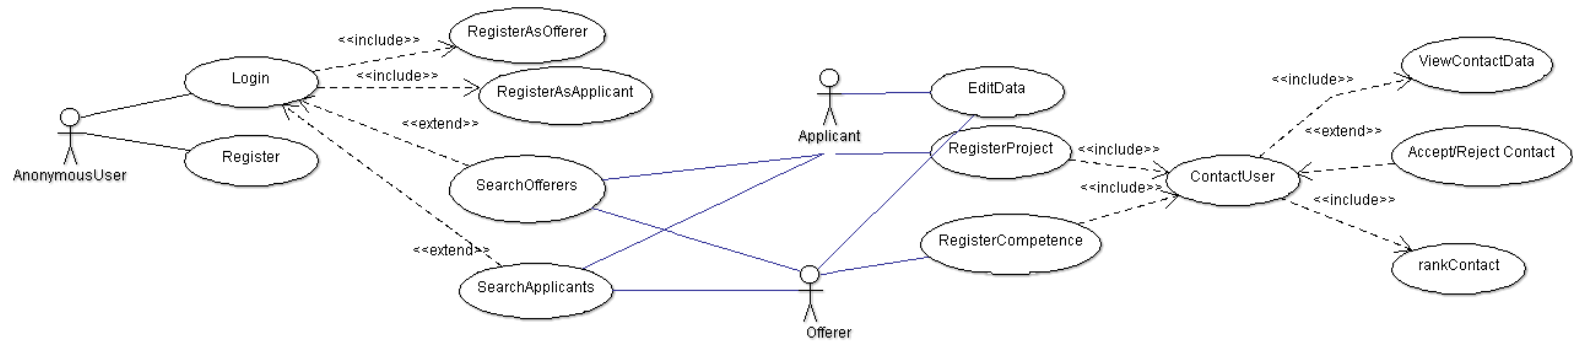 RegisterAsOfferer
<<include>>
Login
<<include>>
RegisterAsApplicant
<<extend>>
Register
AnonymousUser
SearchOfferers
<<extend>>
SearchApplicants
Applicant
EditData
RegisterProject
<<include>>
<<include>>
RegisterCompetence
Offerer
ContactUser
<<include>>
ViewContactData
<<extend>>
Accept/Reject Contact
<<include>>
rankContact